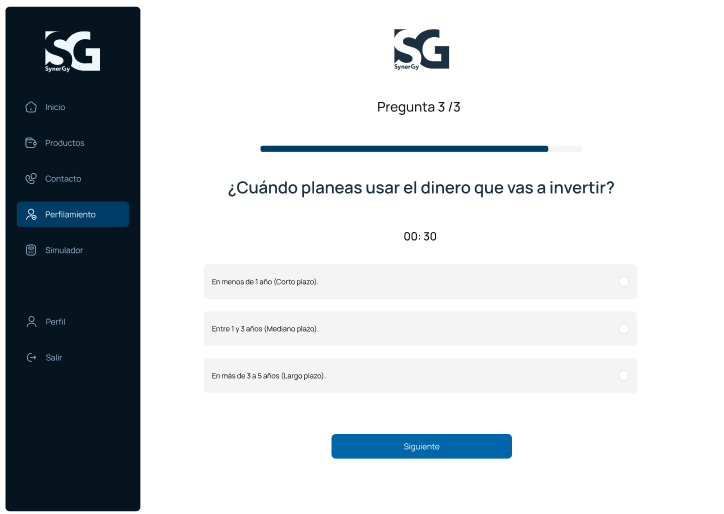 SG
SynerGy
Inicio
Productos
Contacto
Perfilamiento
Simulador
Perfil
Salir
SG
SynerGy
Pregunta 3 /3
¿Cuándo planeas usar el dinero que vas a invertir?
00: 30
En menos de 1 año (Corto plazo).
Entre 1 y 3 años (Mediano plazo).
En más de 3 a 5 años (Largo plazo).
Siguiente